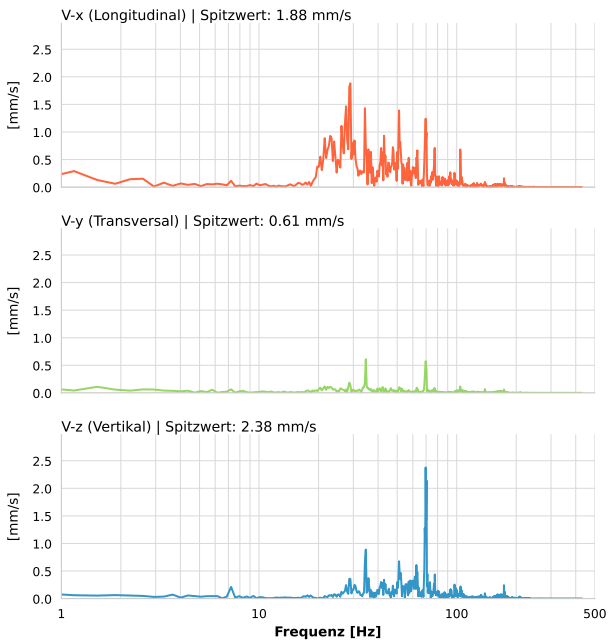 V-x (Longitudinal) | Spitzwert: 1.88 mm/s
2.5
2.0
1.5
1.0
0.5
0.0
[mm/s]
V-y (Transversal) | Spitzwert: 0.61 mm/s
2.5
2.0
1.5
1.0
0.5
0.0
[mm/s]
V-z (Vertikal) | Spitzwert: 2.38 mm/s
2.5
2.0
1.5
1.0
0.5
0.0
[mm/s]
1 10 100 500
Frequenz [Hz]